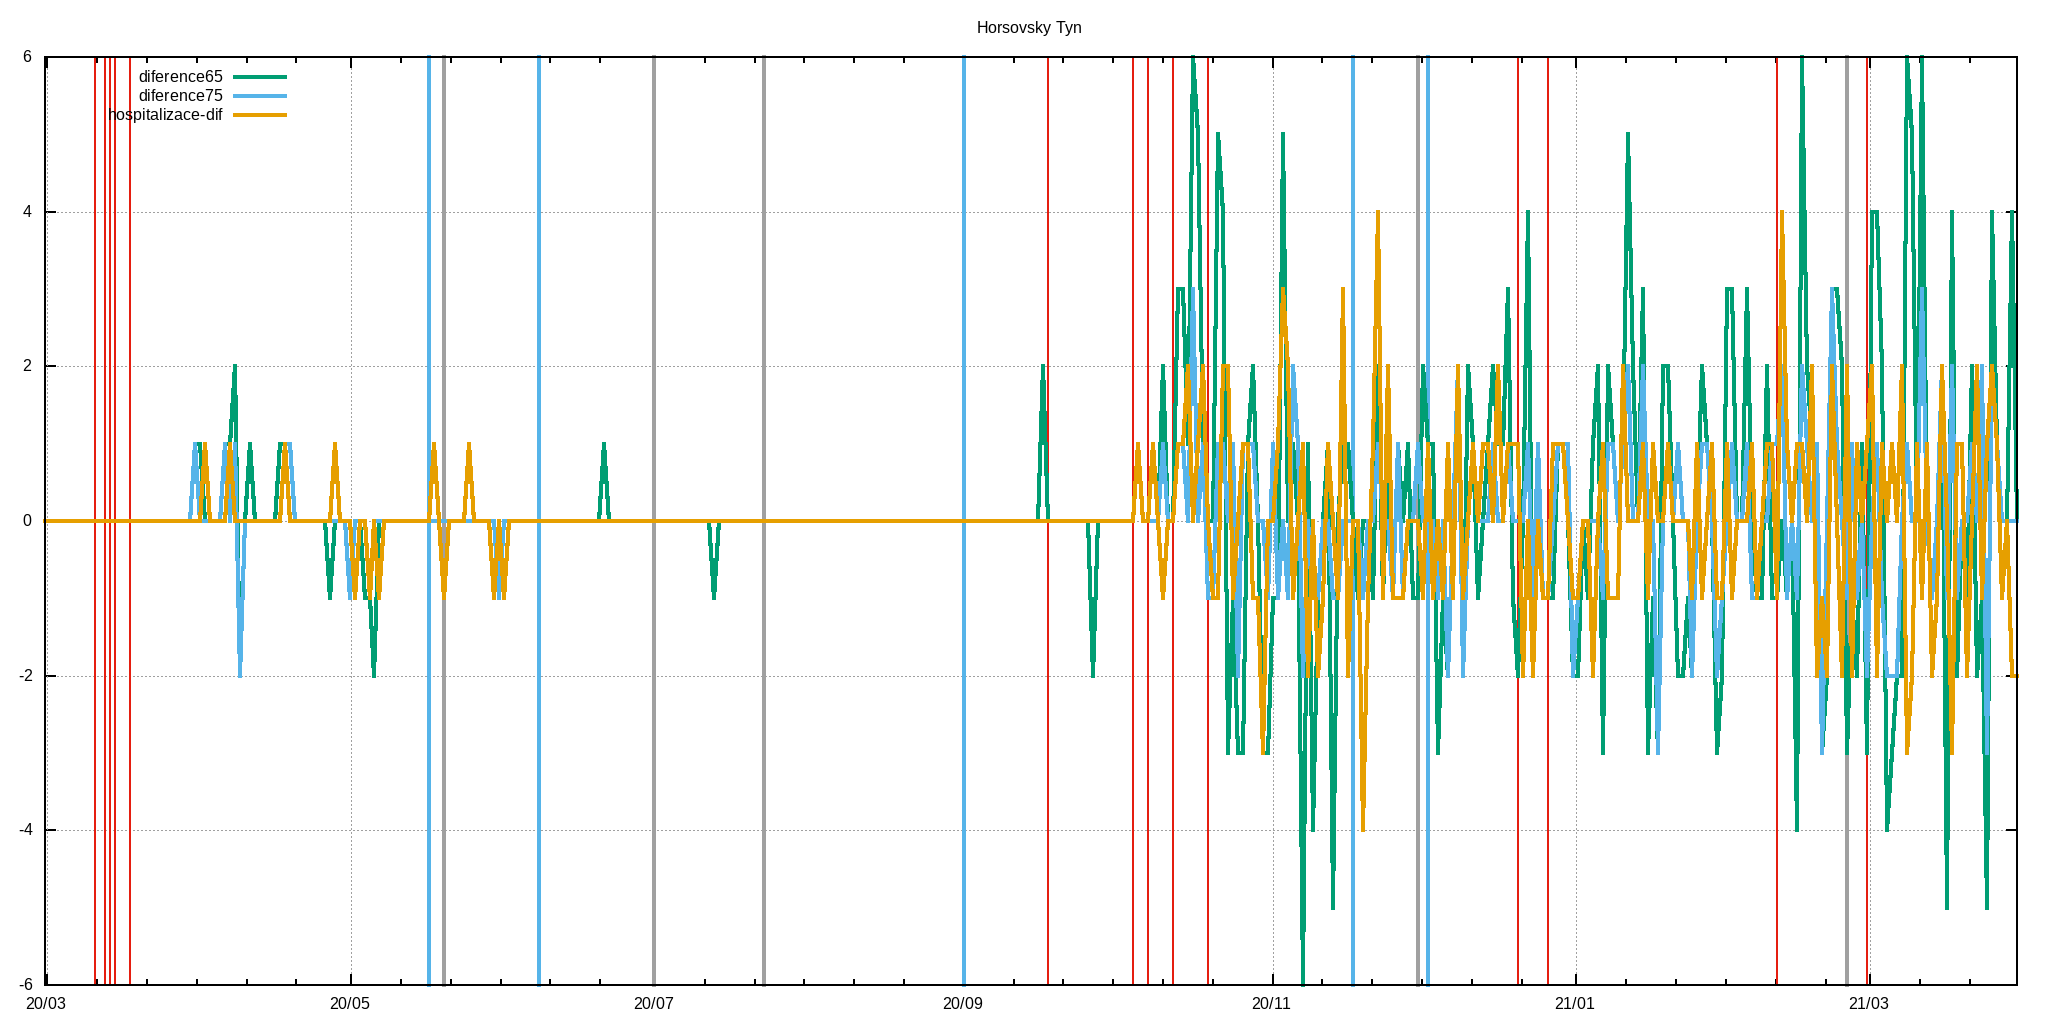 Horsovsky Tyn
diference65
diference75
hospitalizace-dif
6
4
2
0
-2
-4
-6
20/03 20/05 20/07 20/09 20/11 21/01 21/03